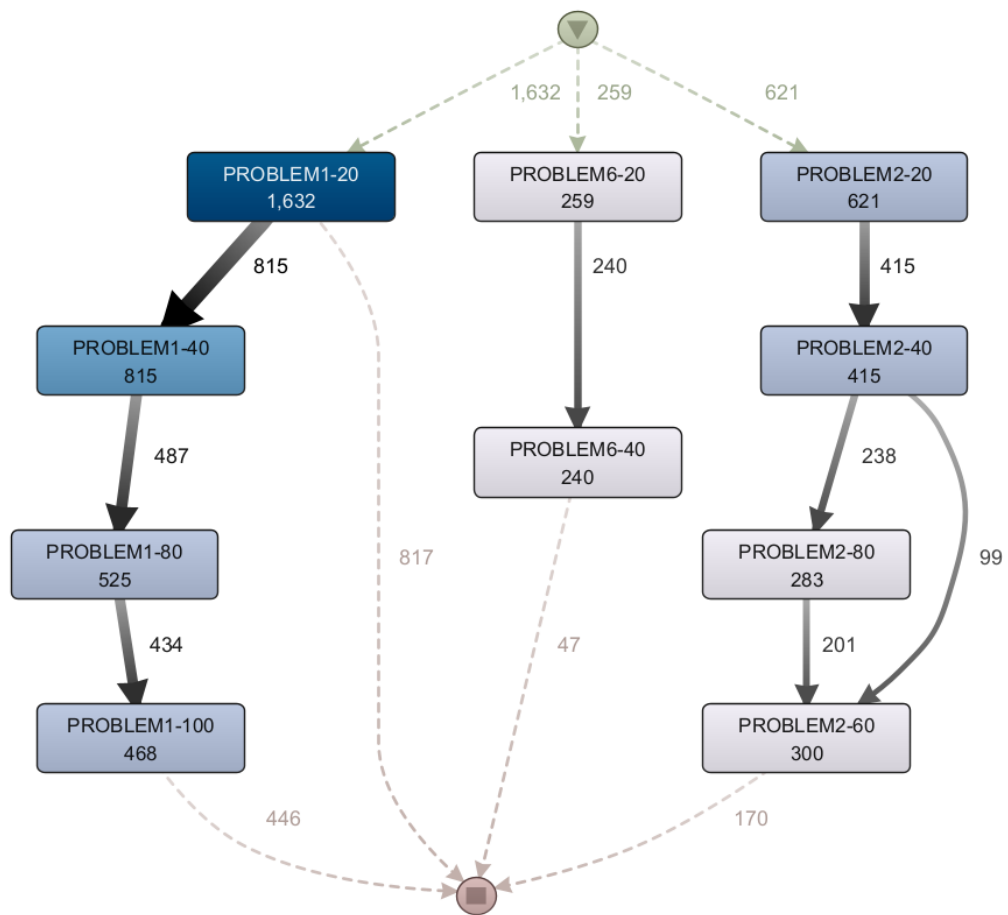 1,632
259
621
PROBLEM1-20
1,632
PROBLEM6-20
259
PROBLEM2-20
621
815
240
415
PROBLEM1-40
815
PROBLEM2-40
415
487
PROBLEM6-40
240
238
PROBLEM1-80
525
817
PROBLEM2-80
283
99
434
47
201
PROBLEM1-100
468
PROBLEM2-60
300
446
170